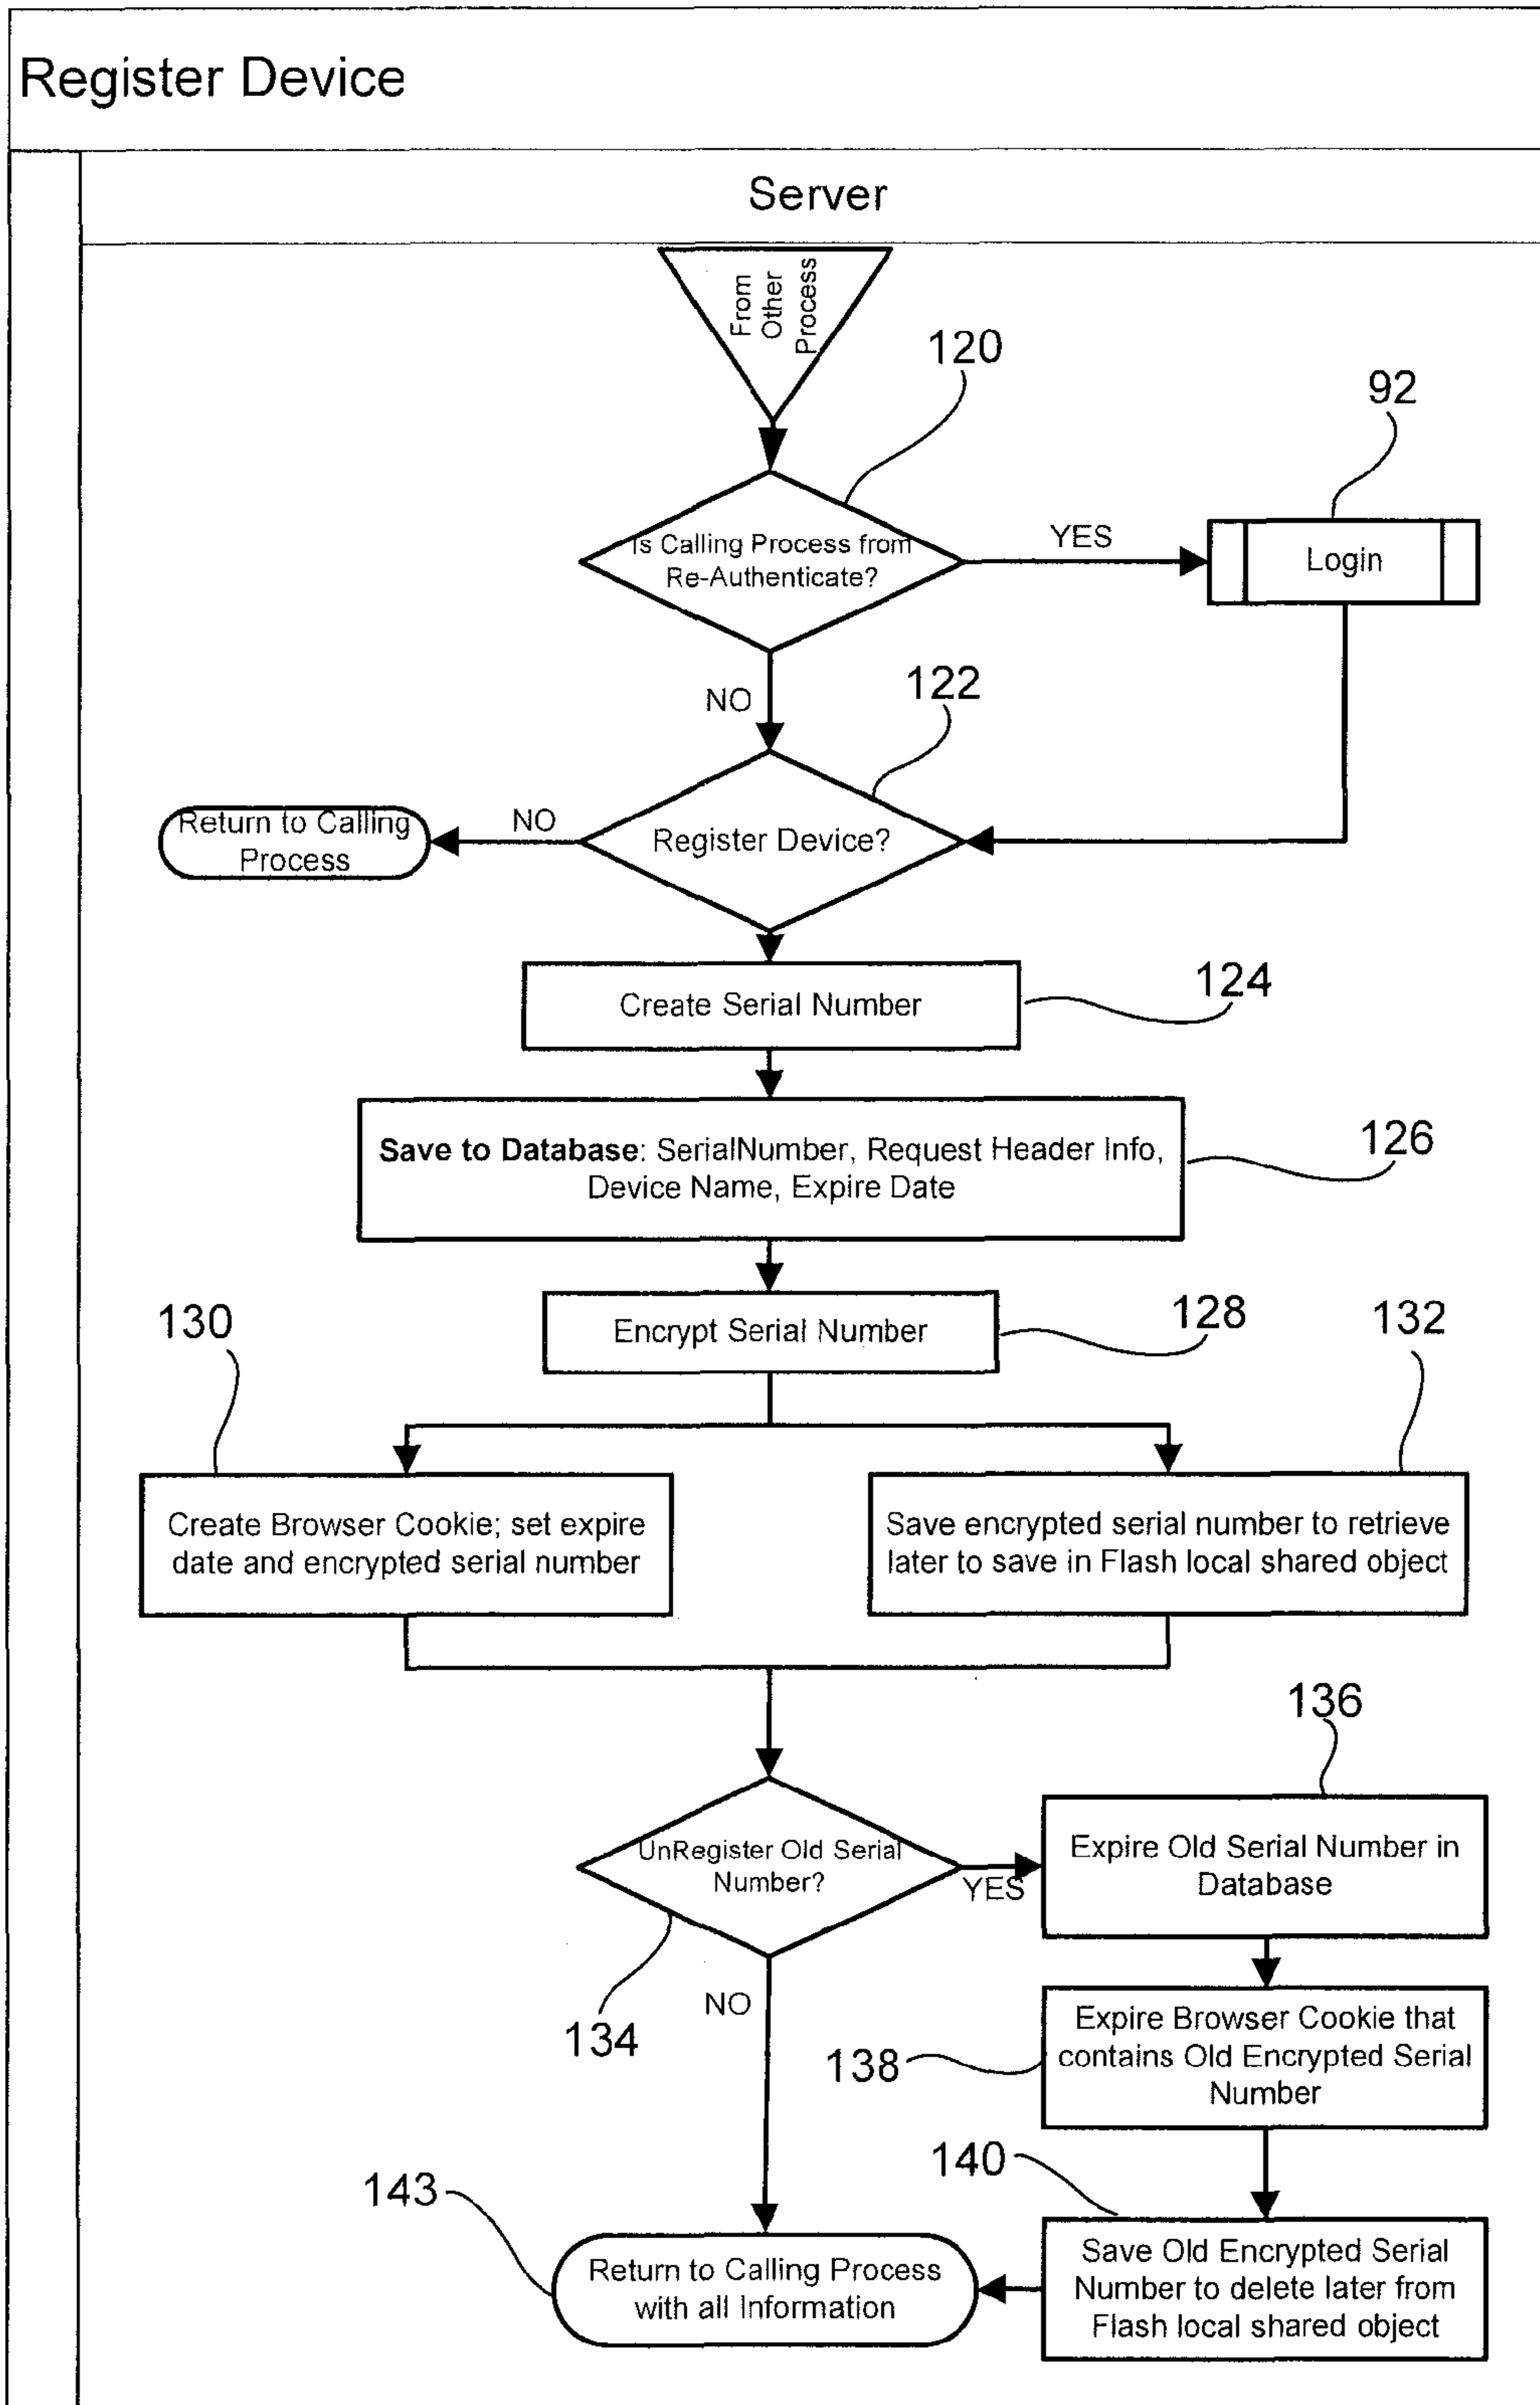 Register Device
Server
From
Other
Process
120
92
Is Calling Process from
Re-Authenticate?
YES
Login
NO
122
Return to Calling
Process
NO
Register Device?
Create Serial Number
124
Save to Database: SerialNumber, Request Header Info,
Device Name, Expire Date
126
130
Encrypt Serial Number
128
132
Create Browser Cookie; set expire
date and encrypted serial number
Save encrypted serial number to retrieve
later to save in Flash local shared object
136
UnRegister Old Serial
Number?
YES
Expire Old Serial Number in
Database
NO
134
138
Expire Browser Cookie that
contains Old Encrypted Serial
Number
140
143
Return to Calling Process
with all Information
Save Old Encrypted Serial
Number to delete later from
Flash local shared object